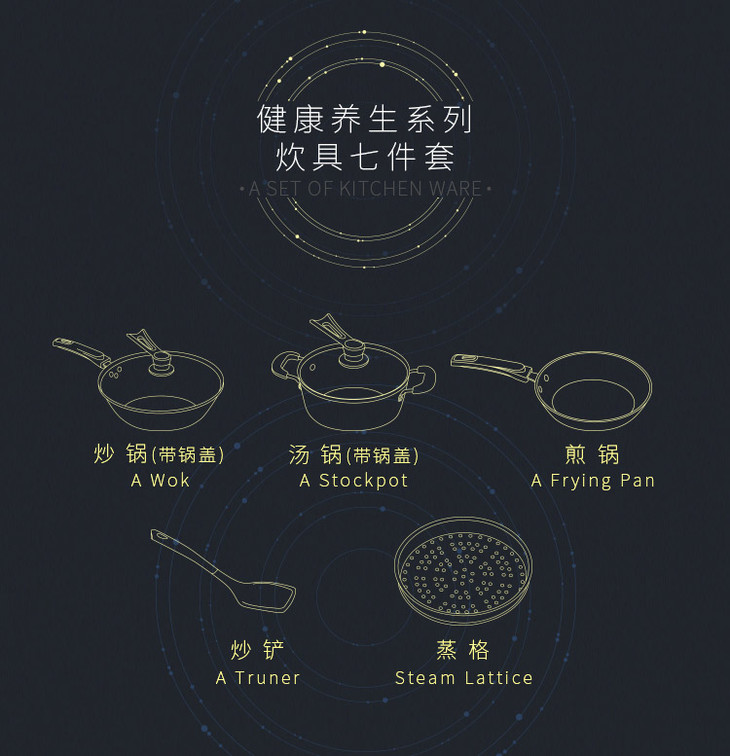 健康养生系列
炊具七件套
•A SET OF KITCHEN WARE•
炒 锅(带锅盖)
A Wok
汤 锅(带锅盖)
A Stockpot
煎 锅
A Frying Pan
炒 铲
A Truner
蒸 格
Steam Lattice